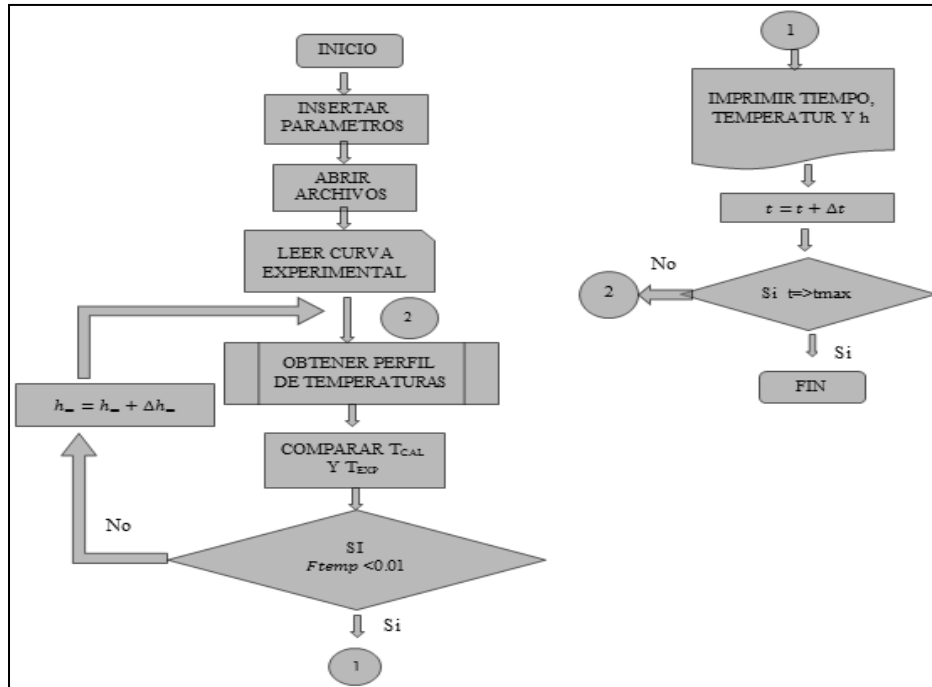 INICIO
INSERTAR
PARAMETROS
ABRIR
ARCHIVOS
LEER CURVA
EXPERIMENTAL
2
OBTENER PERFIL
DE TEMPERATURAS
h_ = h_ + Δh_
COMPARAR TCAL
Y TEXP
No
SI
Ftemp <0.01
Si
1
1
IMPRIMIR TIEMPO,
TEMPERATUR Y h
t = t + Δt
No
2
Si t=>tmax
Si
FIN